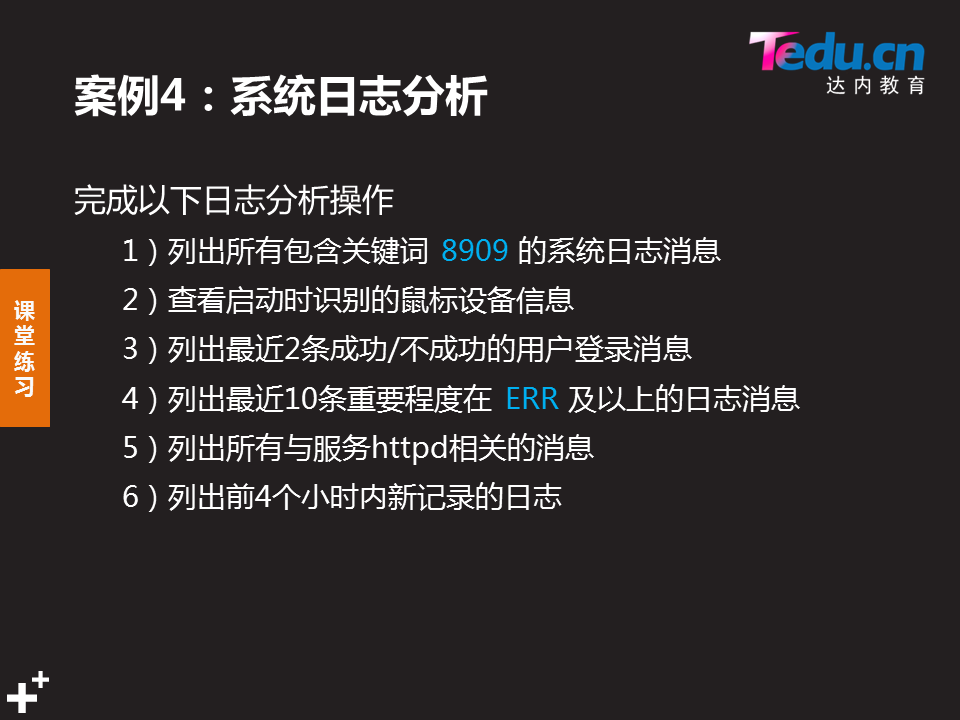 Tedu.cn
达内教育
案例4：系统日志分析
完成以下日志分析操作
1）列出所有包含关键词 8909 的系统日志消息
2）查看启动时识别的鼠标设备信息
3）列出最近2条成功/不成功的用户登录消息
4）列出最近10条重要程度在 ERR 及以上的日志消息
5）列出所有与服务httpd相关的消息
6）列出前4个小时内新记录的日志
课
堂
练
习